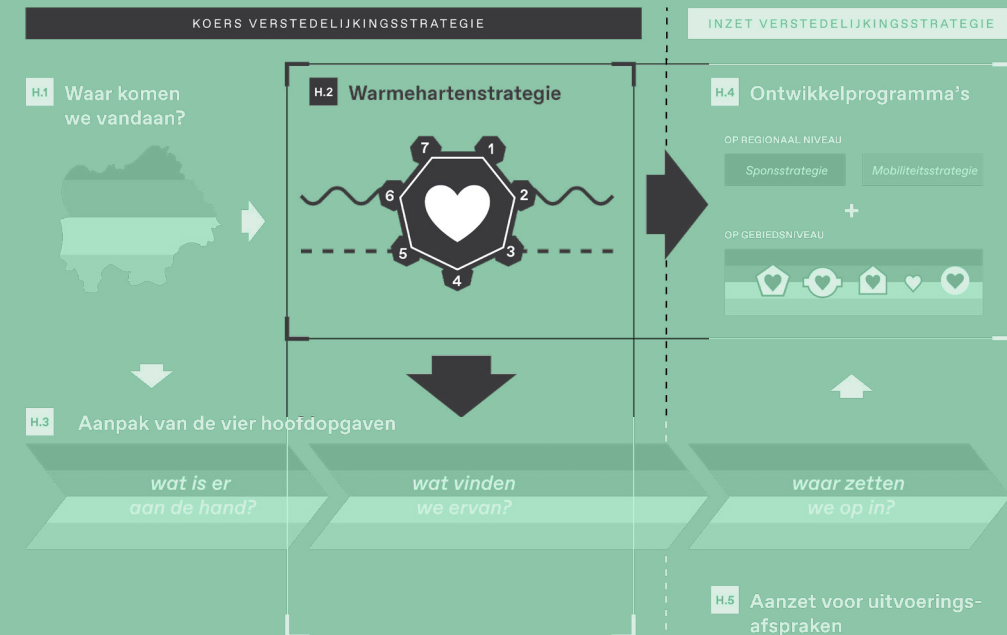 KOERS VERSTEDELIJKINGSSTRATEGIE
INZET VERSTEDELIJKINGSSTRATEGIE
H.1 Waar komen
we vandaan?
H.2 Warmehartenstrategie
7
1
6
2
5
3
4
H.4 Ontwikkelprogramma's
OP REGIONAAL NIVEAU
Sponsstrategie
Mobiliteitsstrategie
+
OP GEBIEDSNIVEAU
H.3 Aanpak van de vier hoofdopgaven
wat is er
aan de hand?
wat vinden
we ervan?
waar zetten
we op in?
H.5 Aanzet voor uitvoerings-
afspraken